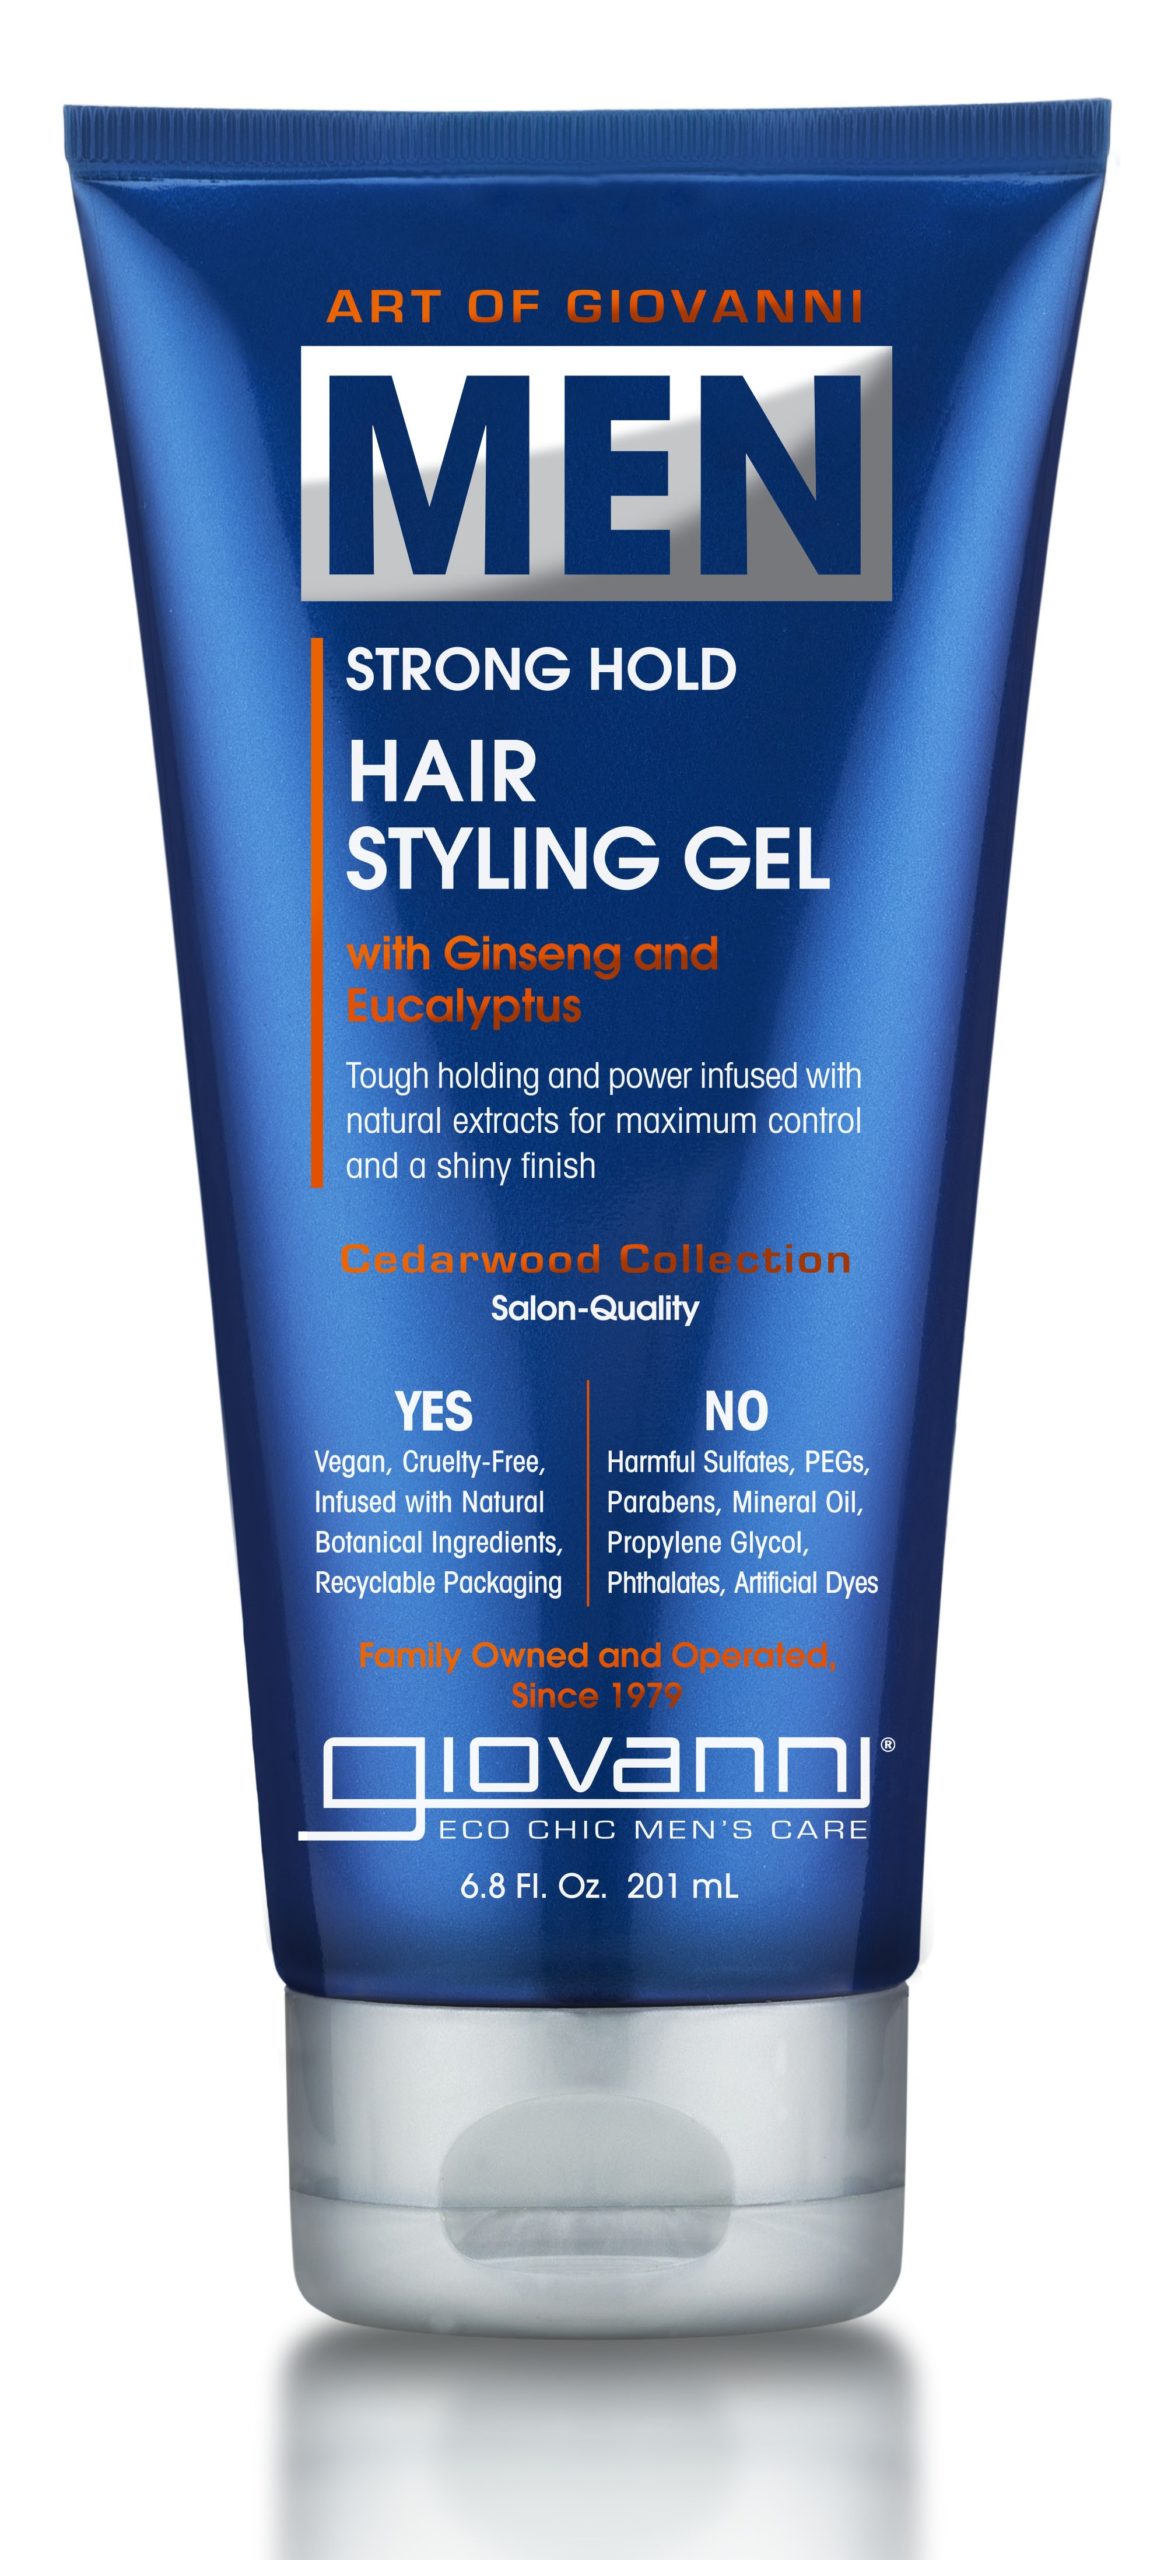 ART OF GIOVANNI
MEN
STRONG HOLD
HAIR
STYLING GEL
with Ginseng and
Eucalyptus
Tough holding and power infused with
natural extracts for maximum control
and a shiny finish
Cedarwood Collection
Salon-Quality
YES
Vegan, Cruelty-Free,
Infused with Natural
Botanical Ingredients,
Recyclable Packaging
NO
Harmful Sulfates, PEGs,
Parabens, Mineral Oil,
Propylene Glycol,
Phthalates, Artificial Dyes
Family Owned and Operated,
Since 1979
giovanni®
ECO CHIC MEN'S CARE
6.8 Fl. Oz. 201 mL